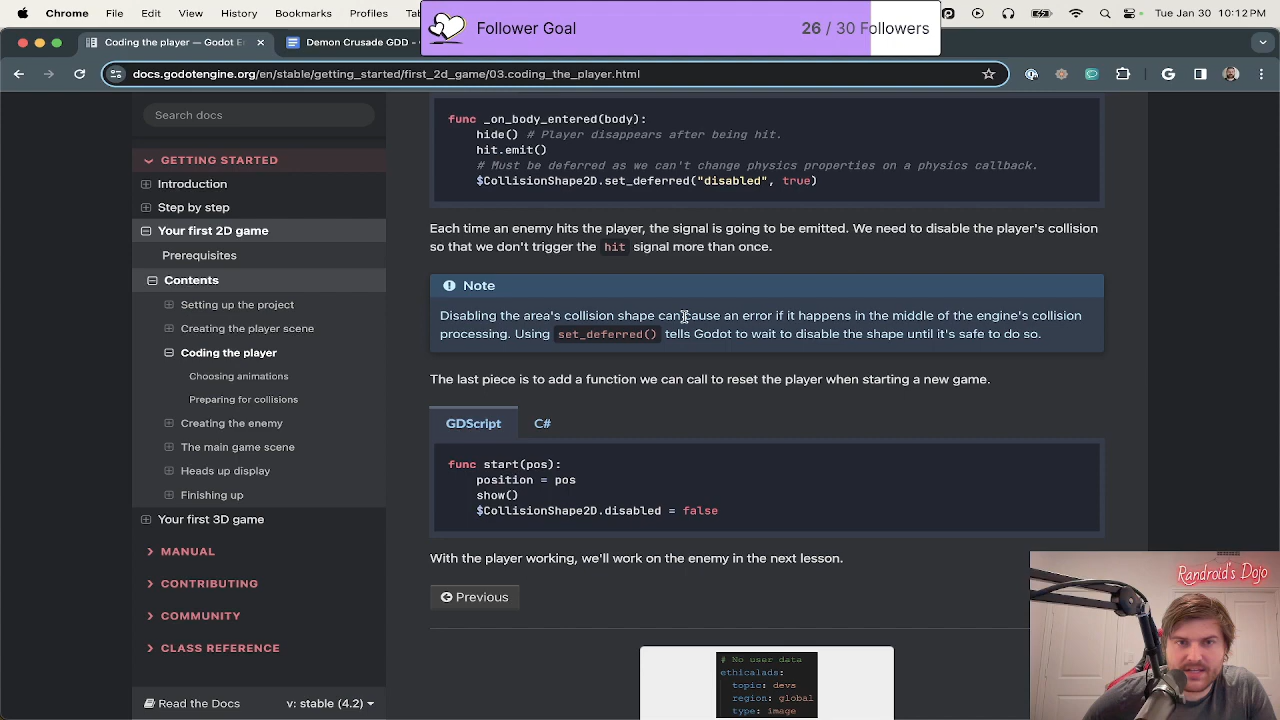 Chrome File Edit View History Bookmarks Profiles
Tue Jan 30 10:12 PM
Follower Goal 26 / 30 Followers
Coding the player — Godot E
Demon Crusade GDD
docs.godotengine.org/en/stable/getting_started/first_2d_game/03.coding_the_player.html
Search docs
GETTING STARTED
Introduction
Step by step
Your first 2D game
Prerequisites
Contents
Setting up the project
Creating the player scene
Coding the player
Choosing animations
Preparing for collisions
Creating the enemy
The main game scene
Heads up display
Finishing up
Your first 3D game
MANUAL
CONTRIBUTING
COMMUNITY
CLASS REFERENCE
Read the Docs v: stable (4.2)
func _on_body_entered(body):
hide() # Player disappears after being hit.
hit.emit()
# Must be deferred as we can't change physics properties on a physics callback.
$CollisionShape2D.set_deferred("disabled", true)
Each time an enemy hits the player, the signal is going to be emitted. We need to disable the player's collision
so that we don't trigger the hit signal more than once.
Note
Disabling the area's collision shape can cause an error if it happens in the middle of the engine's collision
processing. Using set_deferred() tells Godot to wait to disable the shape until it's safe to do so.
The last piece is to add a function we can call to reset the player when starting a new game.
GDScript C#
func start(pos):
position = pos
show()
$CollisionShape2D.disabled = false
With the player working, we'll work on the enemy in the next lesson.
Previous
# No user data
ethicalads:
topic: devs
region: global
type: image
Randroid's Dojo